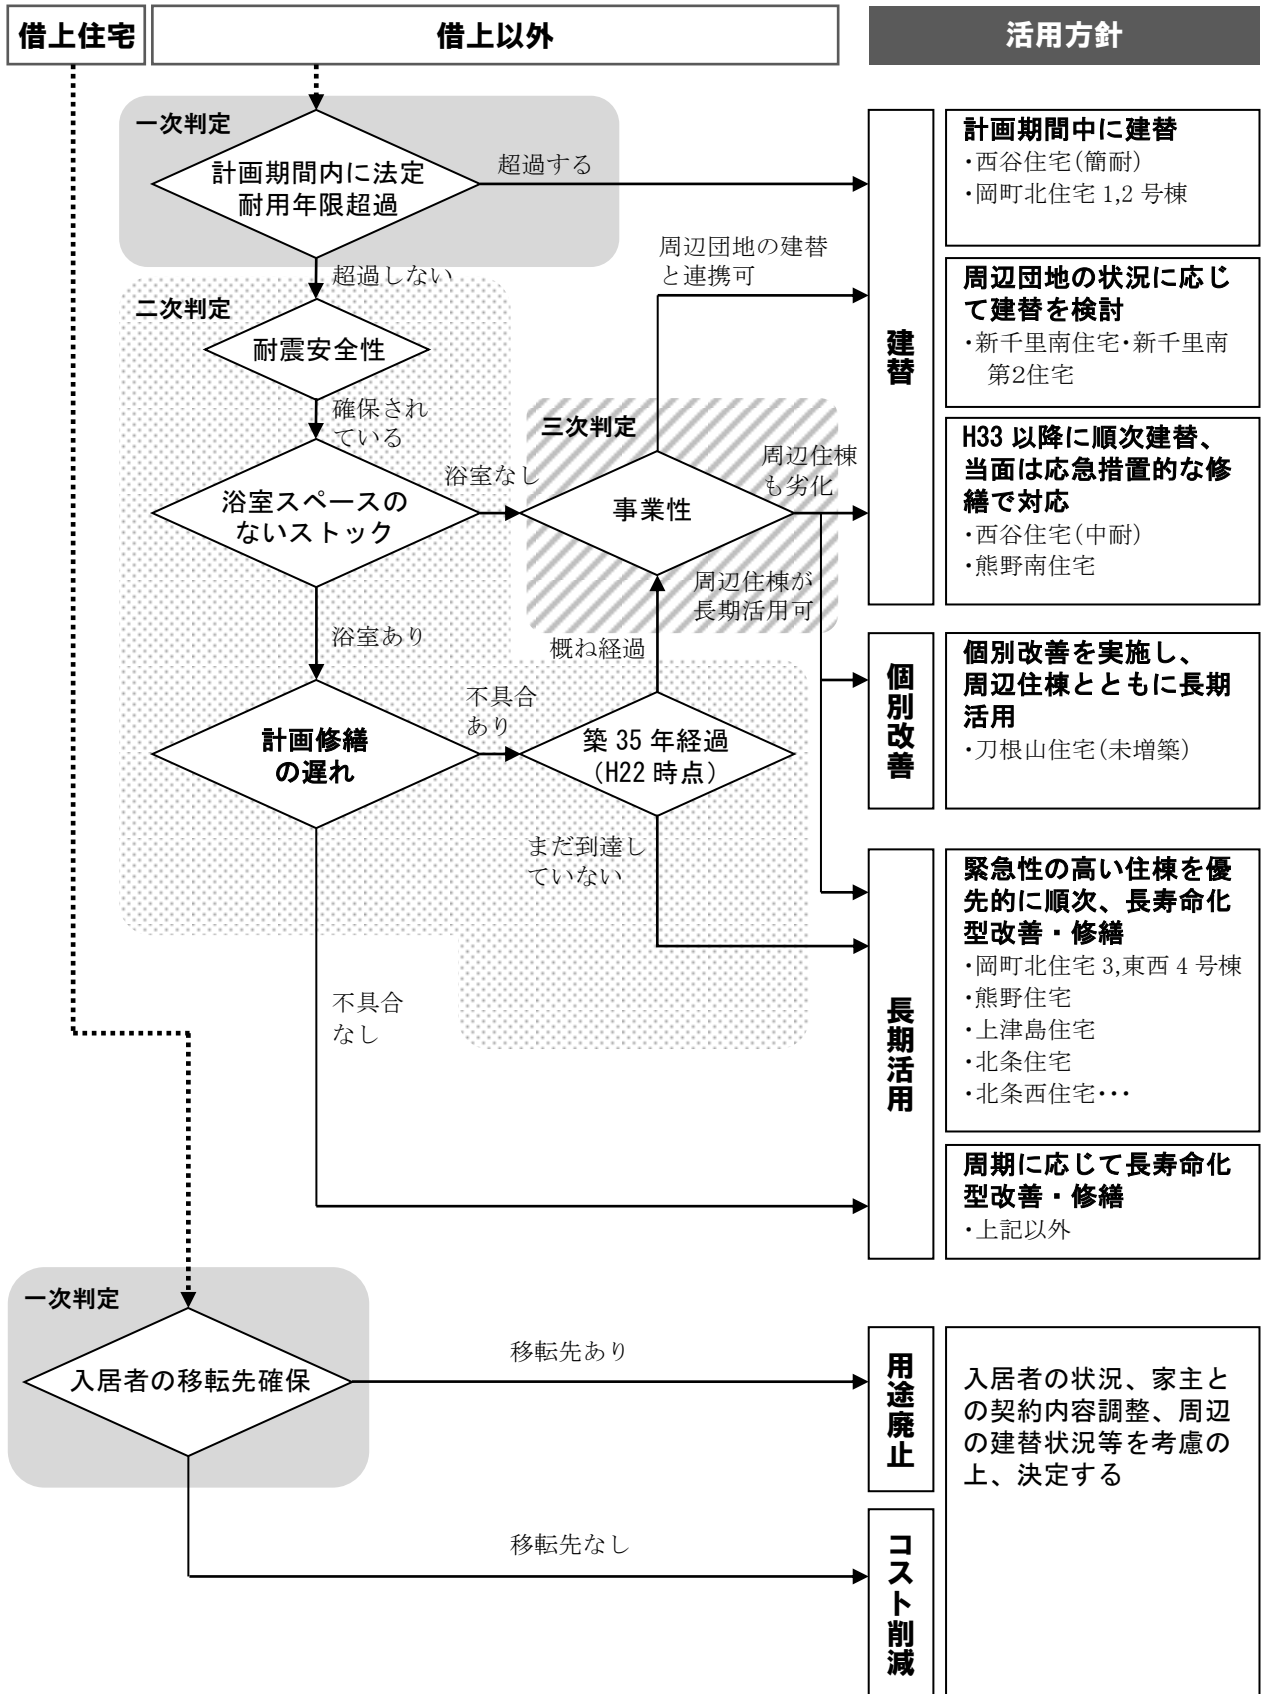 借上住宅
借上以外
活用方針
一次判定
計画期間内に法定
耐用年限超過
超過する
超過しない
二次判定
耐震安全性
確保され
ている
浴室スペースの
ないストック
浴室なし
浴室あり
計画修繕
の遅れ
不具合
あり
不具合
なし
築 35 年経過
(H22 時点)
概ね経過
まだ到達し
ていない
三次判定
事業性
周辺団地の建替
と連携可
周辺住棟
も劣化
周辺住棟が
長期活用可
建替
計画期間中に建替
・西谷住宅(簡耐)
・岡町北住宅 1,2 号棟
周辺団地の状況に応じ
て建替を検討
・新千里南住宅・新千里南
第2住宅
H33 以降に順次建替、
当面は応急措置的な修
繕で対応
・西谷住宅(中耐)
・熊野南住宅
個別改善
個別改善を実施し、
周辺住棟とともに長期
活用
・刀根山住宅(未増築)
長期活用
緊急性の高い住棟を優
先的に順次、長寿命化
型改善・修繕
・岡町北住宅 3,東西 4 号棟
・熊野住宅
・上津島住宅
・北条住宅
・北条西住宅・・・
周期に応じて長寿命化
型改善・修繕
・上記以外
一次判定
入居者の移転先確保
移転先あり
移転先なし
用途廃止
コスト削減
入居者の状況、家主と
の契約内容調整、周辺
の建替状況等を考慮の
上、決定する